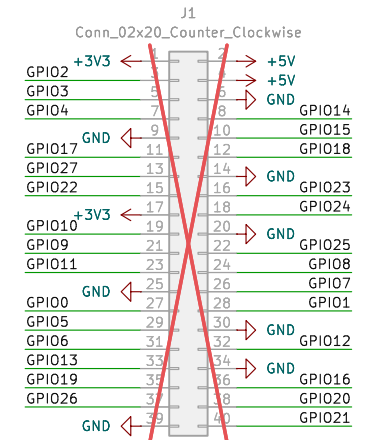 J1
Conn_02x20_Counter_Clockwise
+3V3 1 2 +5V
GPIO2 +5V
GPIO3 5 6 GND
GPIO4 7 8 GPIO14
GND 9 10 GPIO15
GPIO17 11 12 GPIO18
GPIO27 13 14 GND
GPIO22 15 16 GPIO23
+3V3 17 18 GPIO24
GPIO10 19 20 GND
GPIO9 21 22 GPIO25
GPIO11 23 24 GPIO8
GND 25 26 GPIO7
GPIO0 27 28 GPIO1
GPIO5 29 30 GND
GPIO6 31 32 GPIO12
GPIO13 33 34 GND
GPIO19 35 36 GPIO16
GPIO26 37 38 GPIO20
GND 39 40 GPIO21